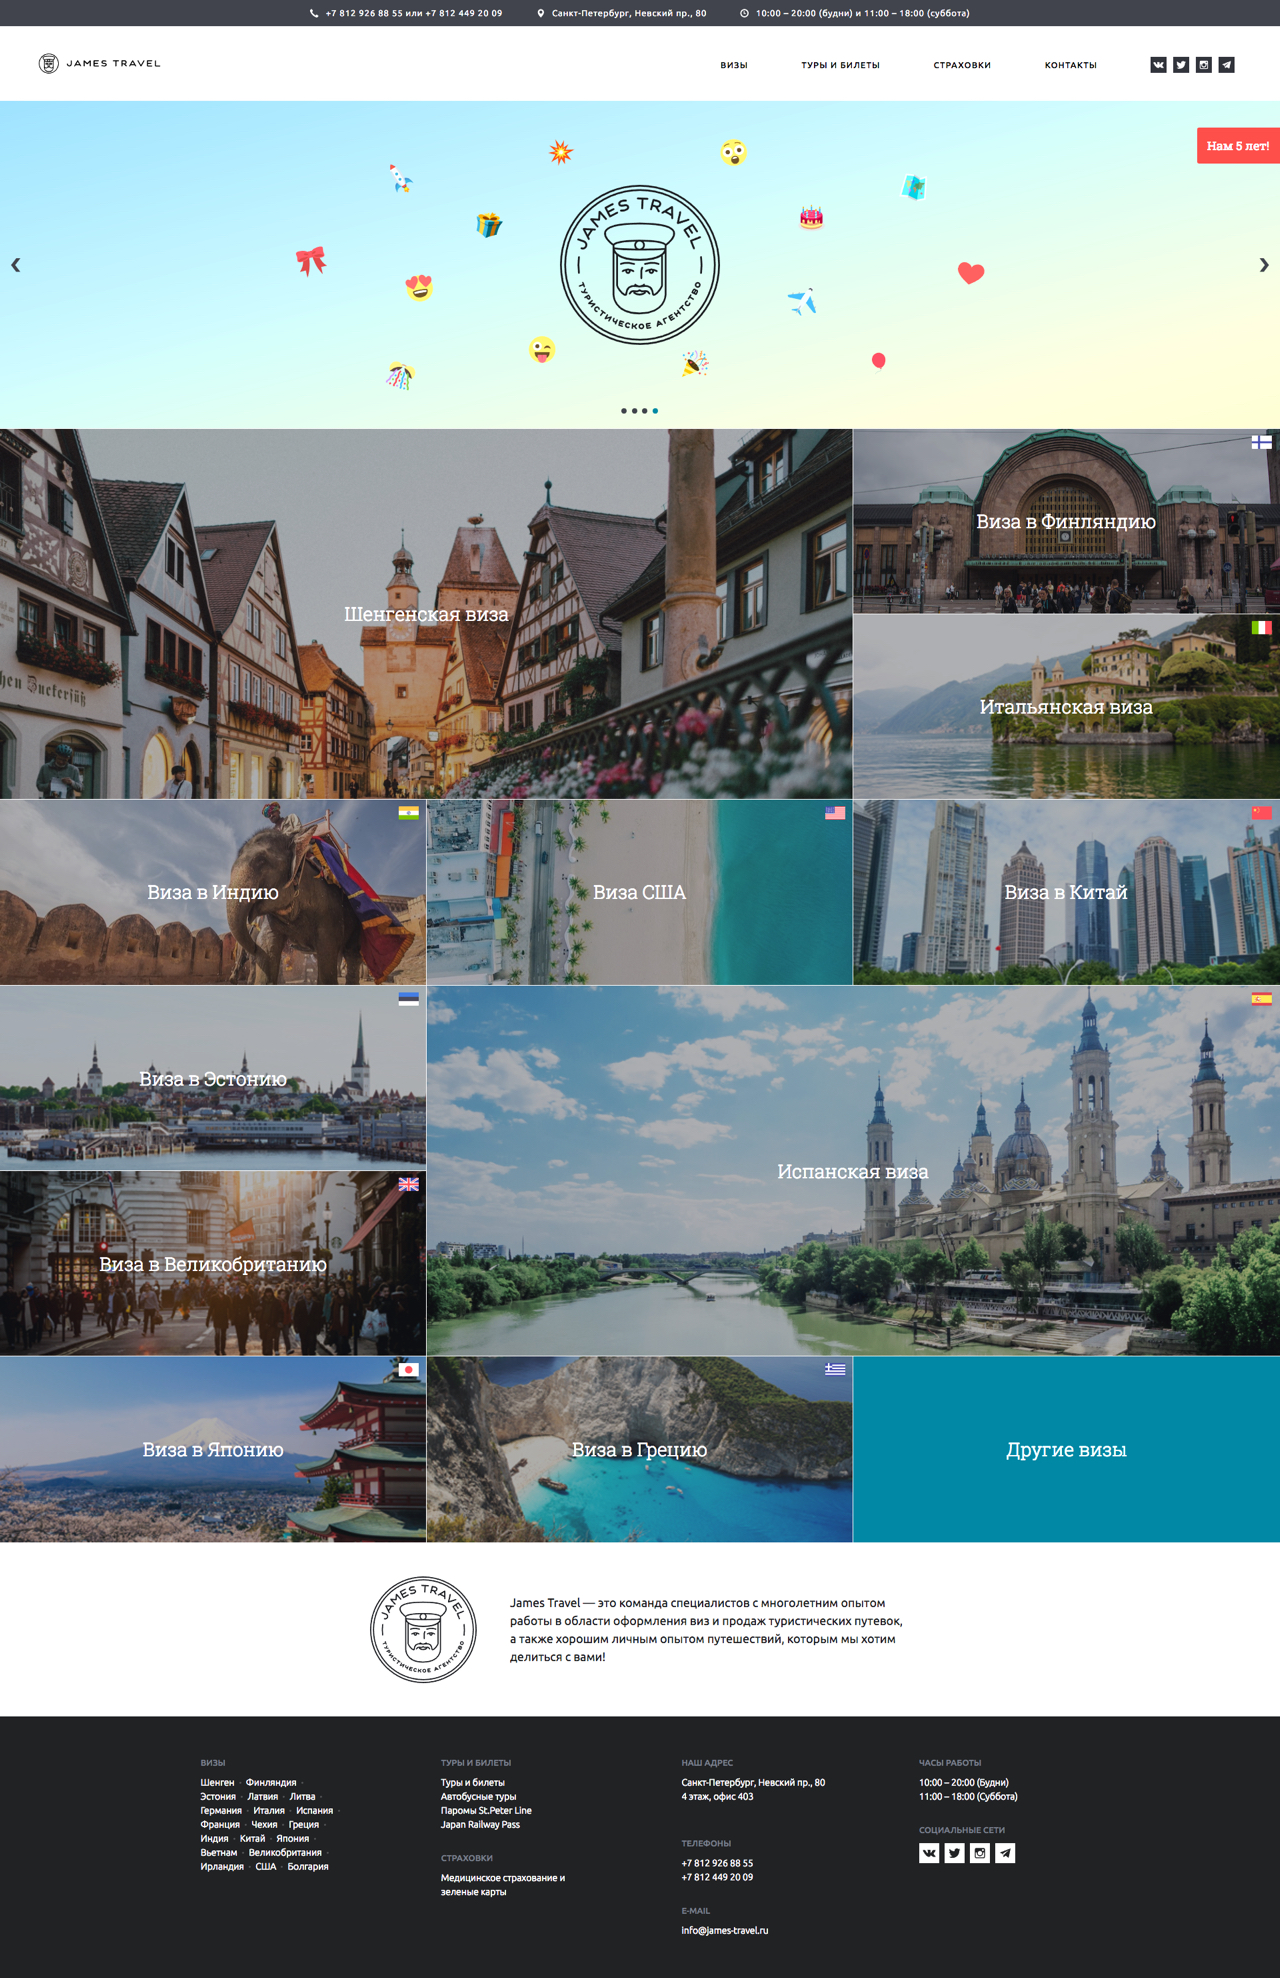 +7 812 926 88 55 или +7 812 449 20 09
Санкт-Петербург, Невский пр., 80
10:00 – 20:00 (будни) и 11:00 – 18:00 (суббота)
JAMES TRAVEL
ВИЗЫ
ТУРЫ И БИЛЕТЫ
СТРАХОВКИ
КОНТАКТЫ
Нам 5 лет!
JAMES TRAVEL
ТУРИСТИЧЕСКОЕ АГЕНТСТВО
Шенгенская виза
Виза в Финляндию
Итальянская виза
Виза в Индию
Виза США
Виза в Китай
Виза в Эстонию
Испанская виза
Виза в Великобританию
Виза в Японию
Виза в Грецию
Другие визы
JAMES TRAVEL
ТУРИСТИЧЕСКОЕ АГЕНТСТВО
James Travel — это команда специалистов с многолетним опытом
работы в области оформления виз и продаж туристических путевок,
а также хорошим личным опытом путешествий, которым мы хотим
делиться с вами!
ВИЗЫ
Шенген · Финляндия ·
Эстония · Латвия · Литва ·
Германия · Италия · Испания ·
Франция · Чехия · Греция ·
Индия · Китай · Япония ·
Вьетнам · Великобритания ·
Ирландия · США · Болгария
ТУРЫ И БИЛЕТЫ
Туры и билеты
Автобусные туры
Паромы St.Peter Line
Japan Railway Pass
СТРАХОВКИ
Медицинское страхование и
зеленые карты
НАШ АДРЕС
Санкт-Петербург, Невский пр., 80
4 этаж, офис 403
ТЕЛЕФОНЫ
+7 812 926 88 55
+7 812 449 20 09
E-MAIL
info@james-travel.ru
ЧАСЫ РАБОТЫ
10:00 – 20:00 (Будни)
11:00 – 18:00 (Суббота)
СОЦИАЛЬНЫЕ СЕТИ